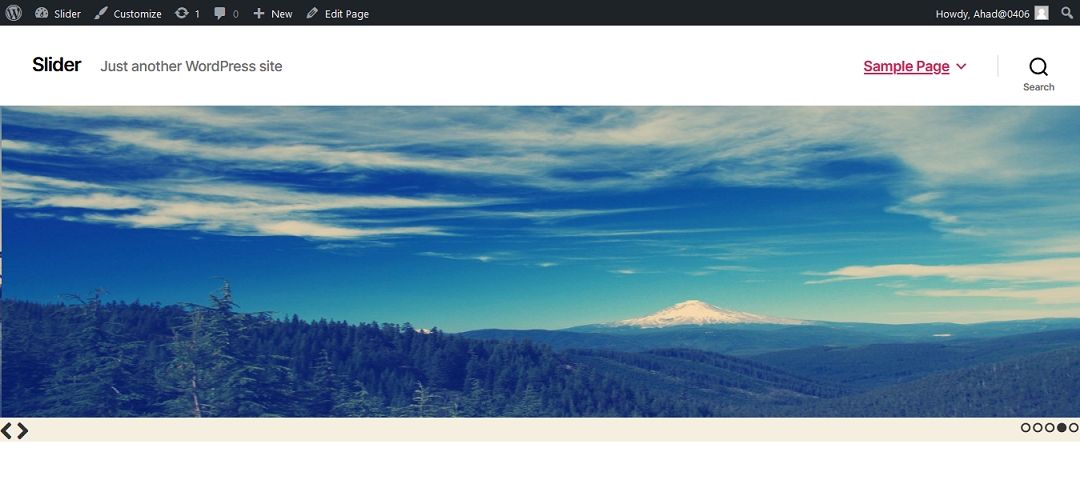 Slider Customize 1 0 New Edit Page Howdy, Ahad@0406
Slider Just another WordPress site Sample Page
Search